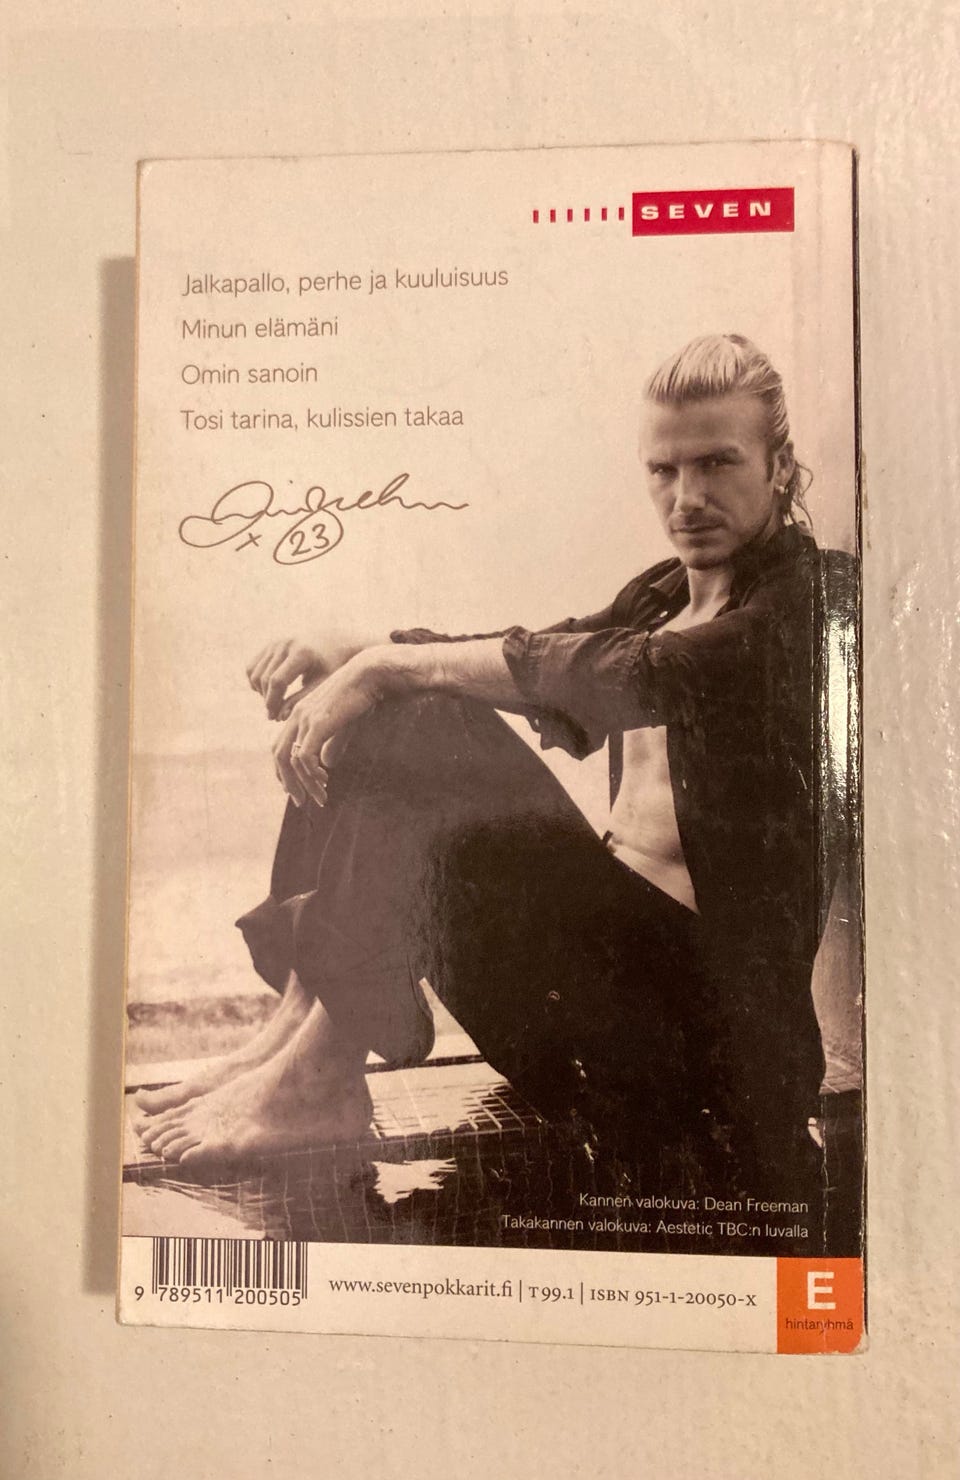 SEVEN
Jalkapallo, perhe ja kuuluisuus
Minun elämäni
Omin sanoin
Tosi tarina, kulissien takaa
23
Kannen valokuva: Dean Freeman
Takakannen valokuva: Aestetic TBC:n luvalla
9 789511 200505
www.sevenpokkarit.fi | T 99.1 | ISBN 951-1-20050-X
E
hintaryhmä